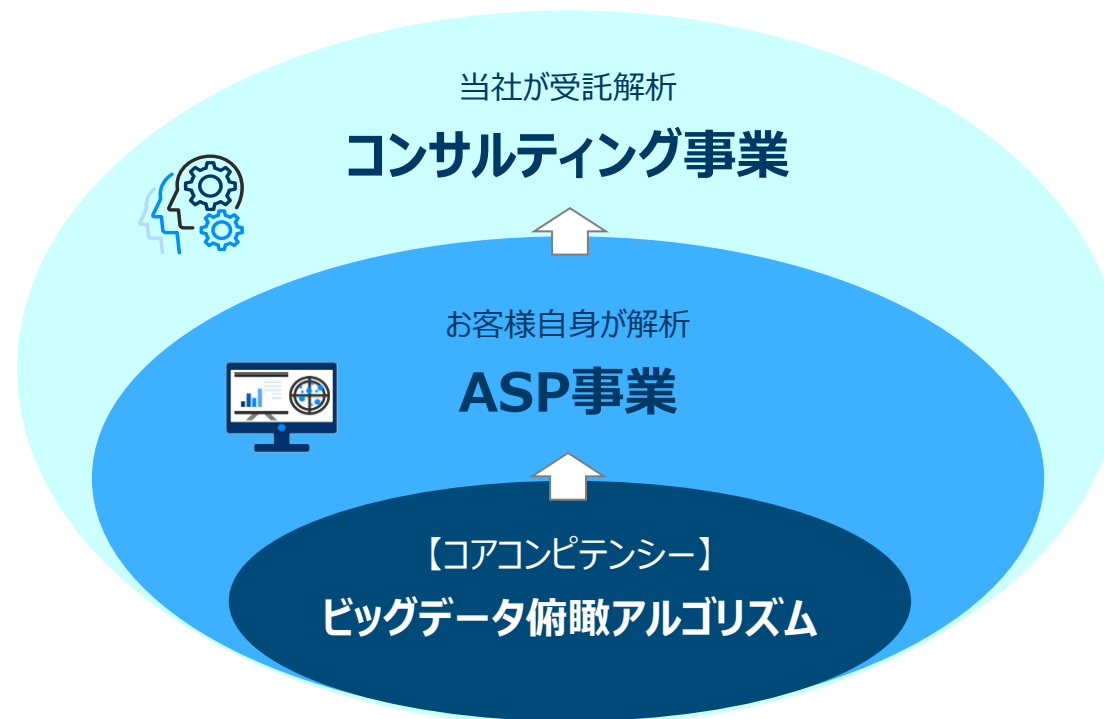 当社が受託解析
コンサルティング事業
お客様自身が解析
ASP事業
【コアコンピテンシー】
ビッグデータ俯瞰アルゴリズム